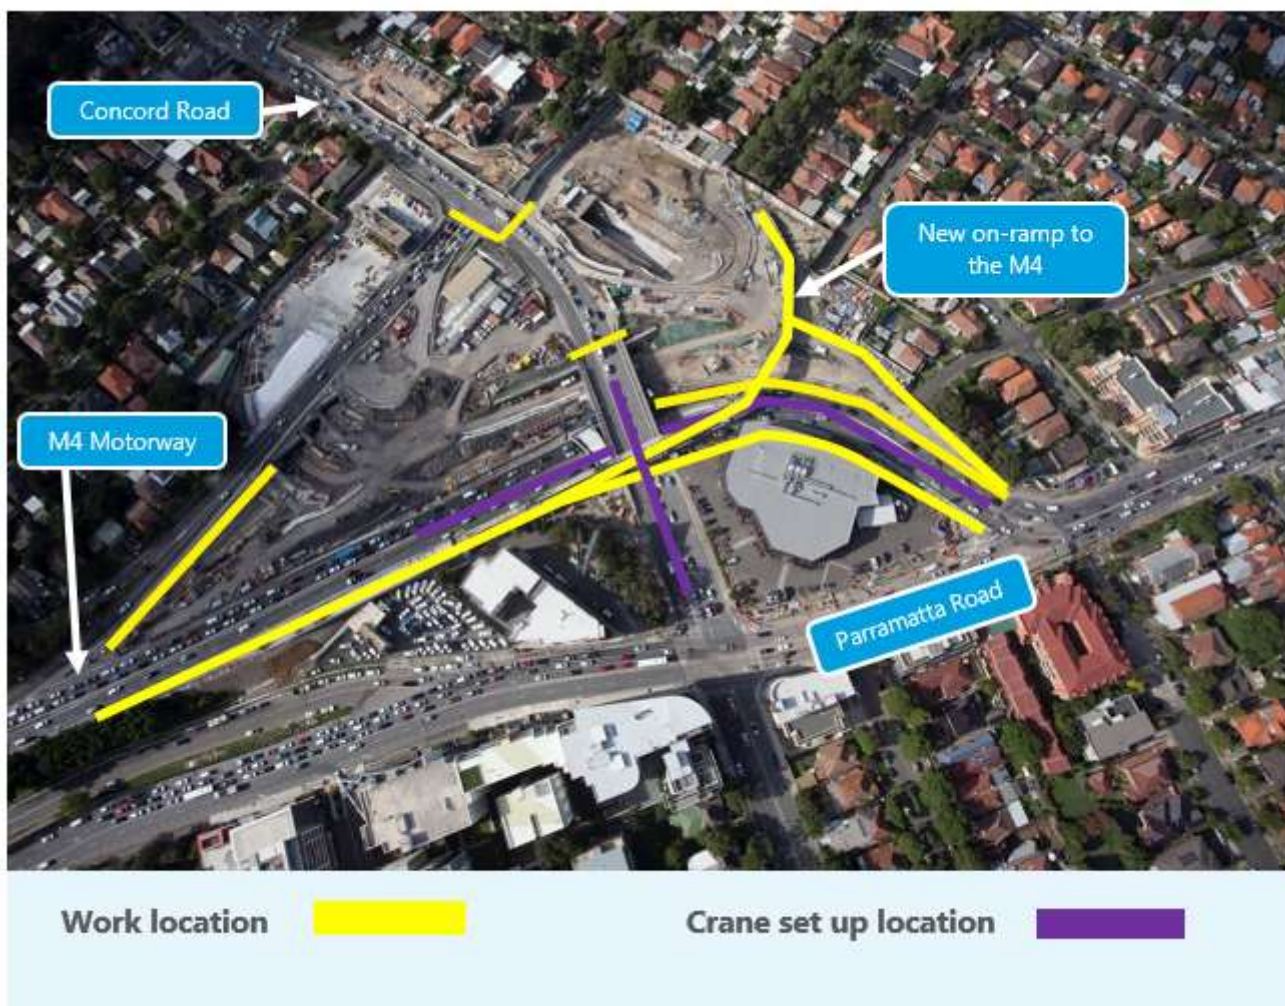 Concord Road
New on-ramp to
the M4
M4 Motorway
Parramatta Road
Work location
Crane set up location